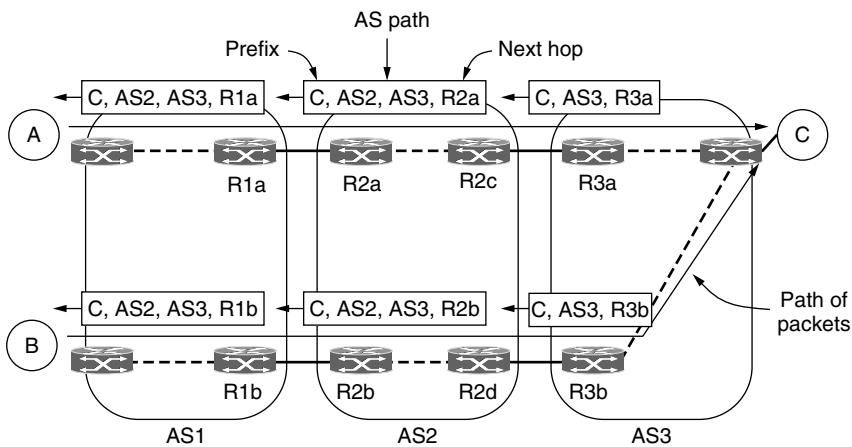 AS path
Prefix
Next hop
C, AS2, AS3, R1a
C, AS2, AS3, R2a
C, AS3, R3a
A
C
R1a
R2a
R2c
R3a
C, AS2, AS3, R1b
C, AS2, AS3, R2b
C, AS3, R3b
Path of
packets
B
R1b
R2b
R2d
R3b
AS1
AS2
AS3